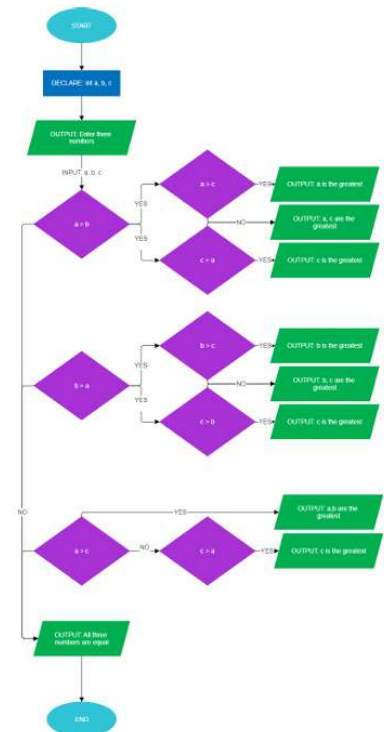 START
DECLARE: int a, b, c
OUTPUT: Enter three
numbers
INPUT: a, b, c
a > b
YES
YES
a > c
YES
OUTPUT: a is the greatest
NO
OUTPUT: a, c are the
greatest
c > a
YES
OUTPUT: c is the greatest
b > a
YES
YES
b > c
YES
OUTPUT: b is the greatest
NO
OUTPUT: b, c are the
greatest
c > b
YES
OUTPUT: c is the greatest
NO
YES
OUTPUT: a,b are the
greatest
a > c
NO
c > a
YES
OUTPUT: c is the greatest
OUTPUT: All three
numbers are equal
END